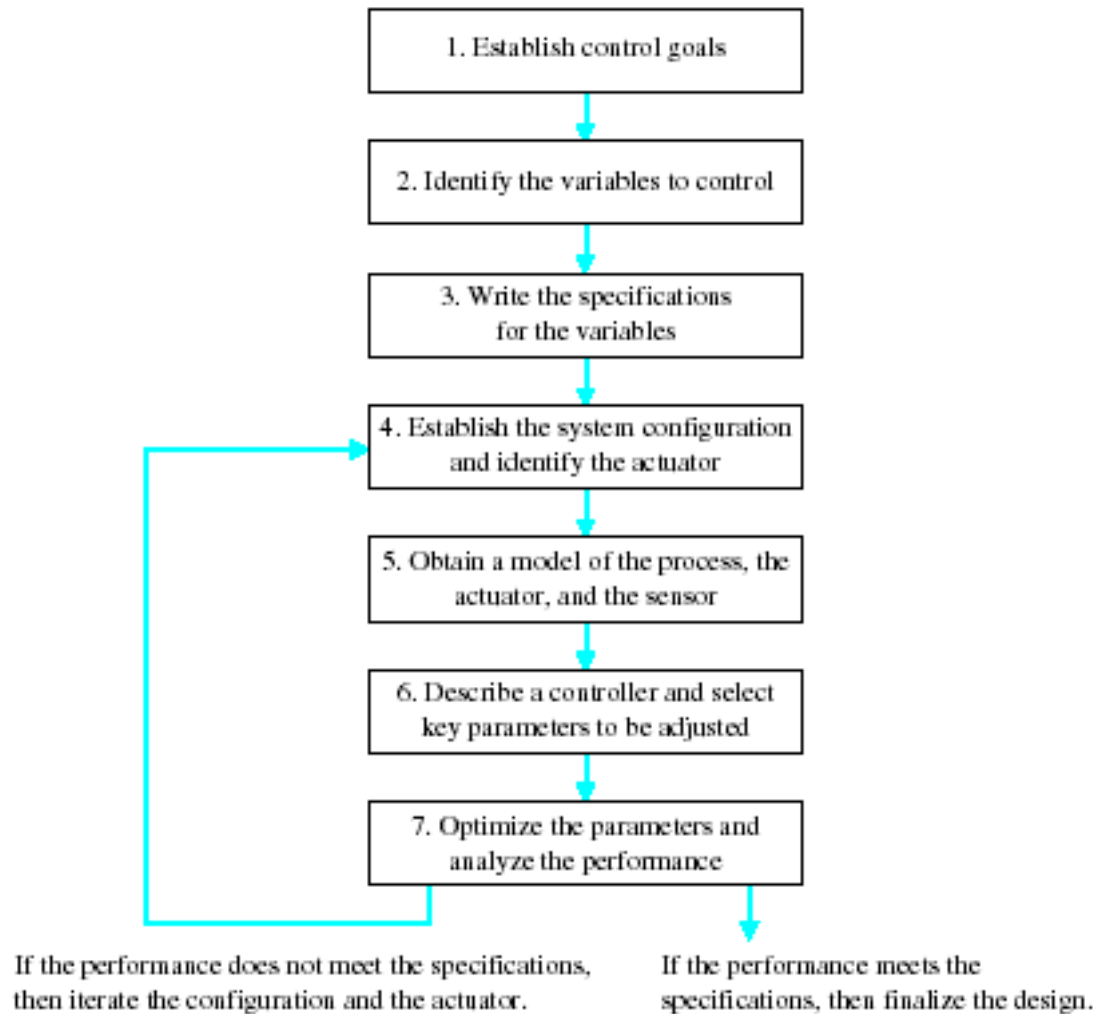 1. Establish control goals
2. Identify the variables to control
3. Write the specifications
for the variables
4. Establish the system configuration
and identify the actuator
5. Obtain a model of the process, the
actuator, and the sensor
6. Describe a controller and select
key parameters to be adjusted
7. Optimize the parameters and
analyze the performance
If the performance does not meet the specifications,
then iterate the configuration and the actuator.
If the performance meets the
specifications, then finalize the design.